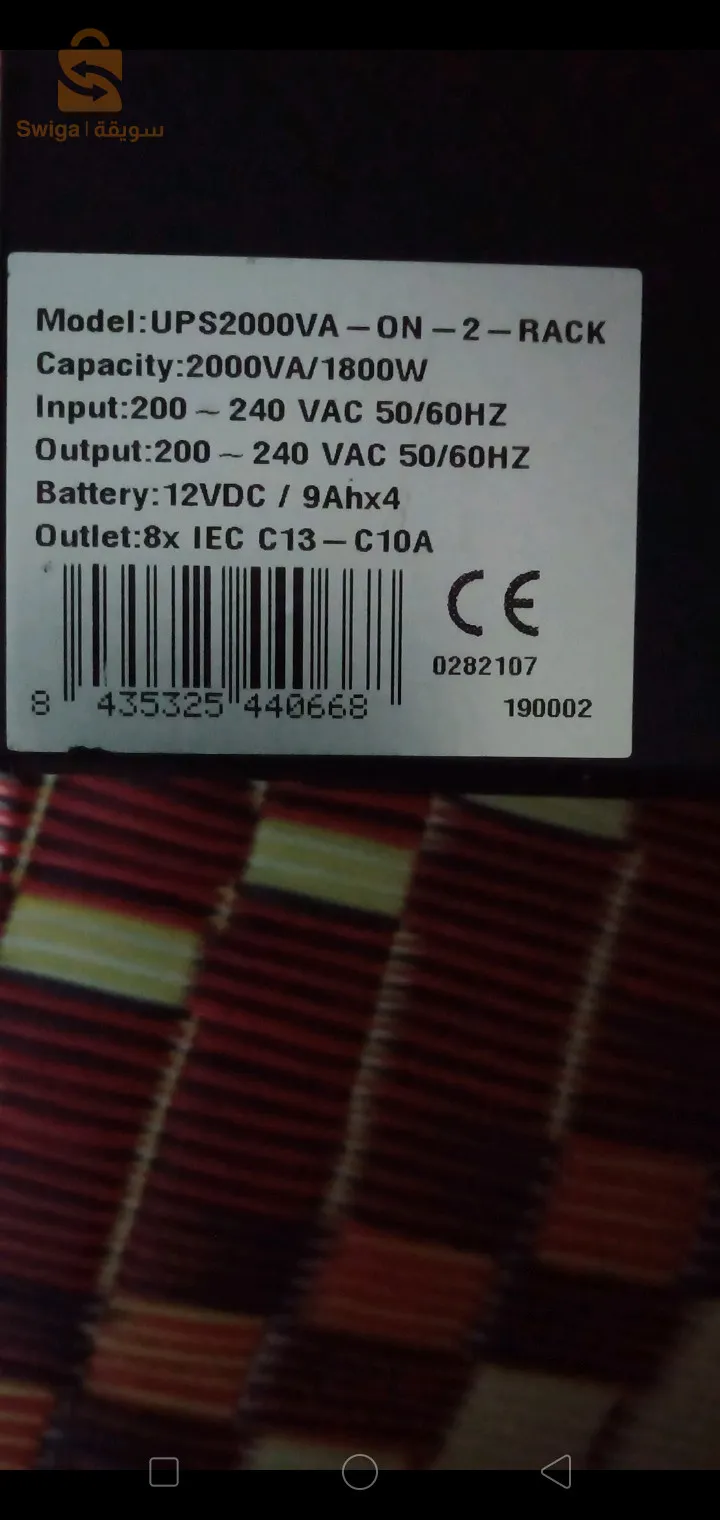 Swiga | سويقة
Model:UPS2000VA-ON-2-RACK
Capacity:2000VA/1800W
Input:200~240 VAC 50/60HZ
Output:200~240 VAC 50/60HZ
Battery:12VDC / 9Ahx4
Outlet:8x IEC C13-C10A
CE
0282107
8 435325 440668
190002